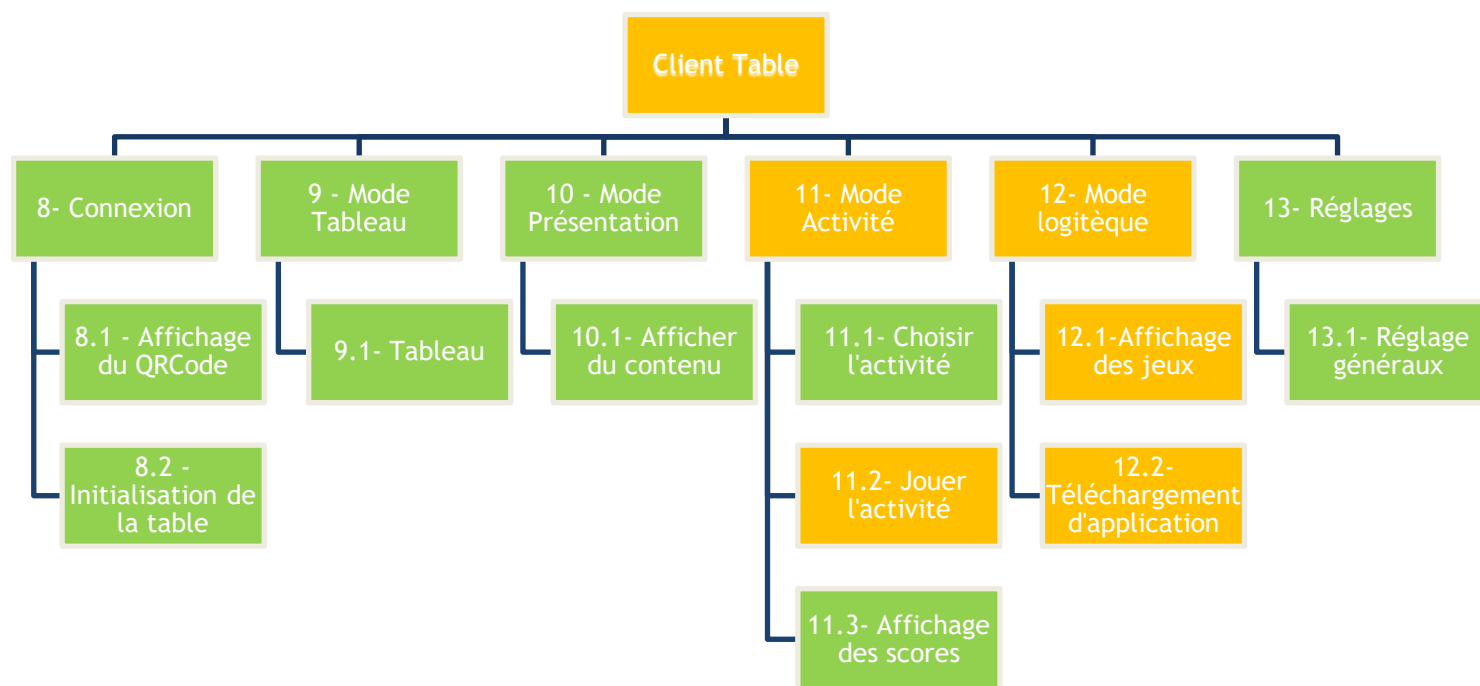 Client Table
8- Connexion
9 - Mode
Tableau
10 - Mode
Présentation
11- Mode
Activité
12- Mode
logitèque
13- Réglages
8.1 - Affichage
du QRCode
9.1- Tableau
10.1- Afficher
du contenu
11.1- Choisir
l'activité
12.1-Affichage
des jeux
13.1- Réglage
généraux
8.2 -
Initialisation de
la table
11.2- Jouer
l'activité
12.2-
Téléchargement
d'application
11.3- Affichage
des scores